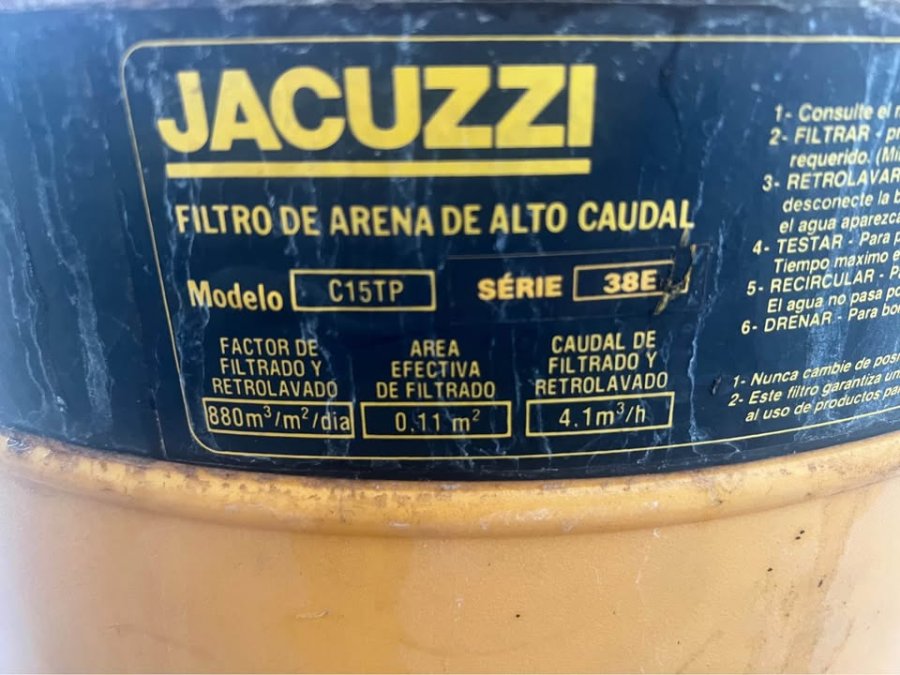 JACUZZI
FILTRO DE ARENA DE ALTO CAUDAL
Modelo C15TP SÉRIE 38E
FACTOR DE
FILTRADO Y
RETROLAVADO
880m³/m²/dia
AREA
EFECTIVA
DE FILTRADO
0.11 m²
CAUDAL DE
FILTRADO Y
RETROLAVADO
4.1m³/h
1- Consulte el
2- FILTRAR -
requerido.
3- RETROLAVAR
desconecte la
el agua aparezca
4- TESTAR - Para
Tiempo maximo
5- RECIRCULAR -
El agua no pasa
6- DRENAR - Para
1- Nunca cambie de
2- Este filtro garantiza
al uso de productos